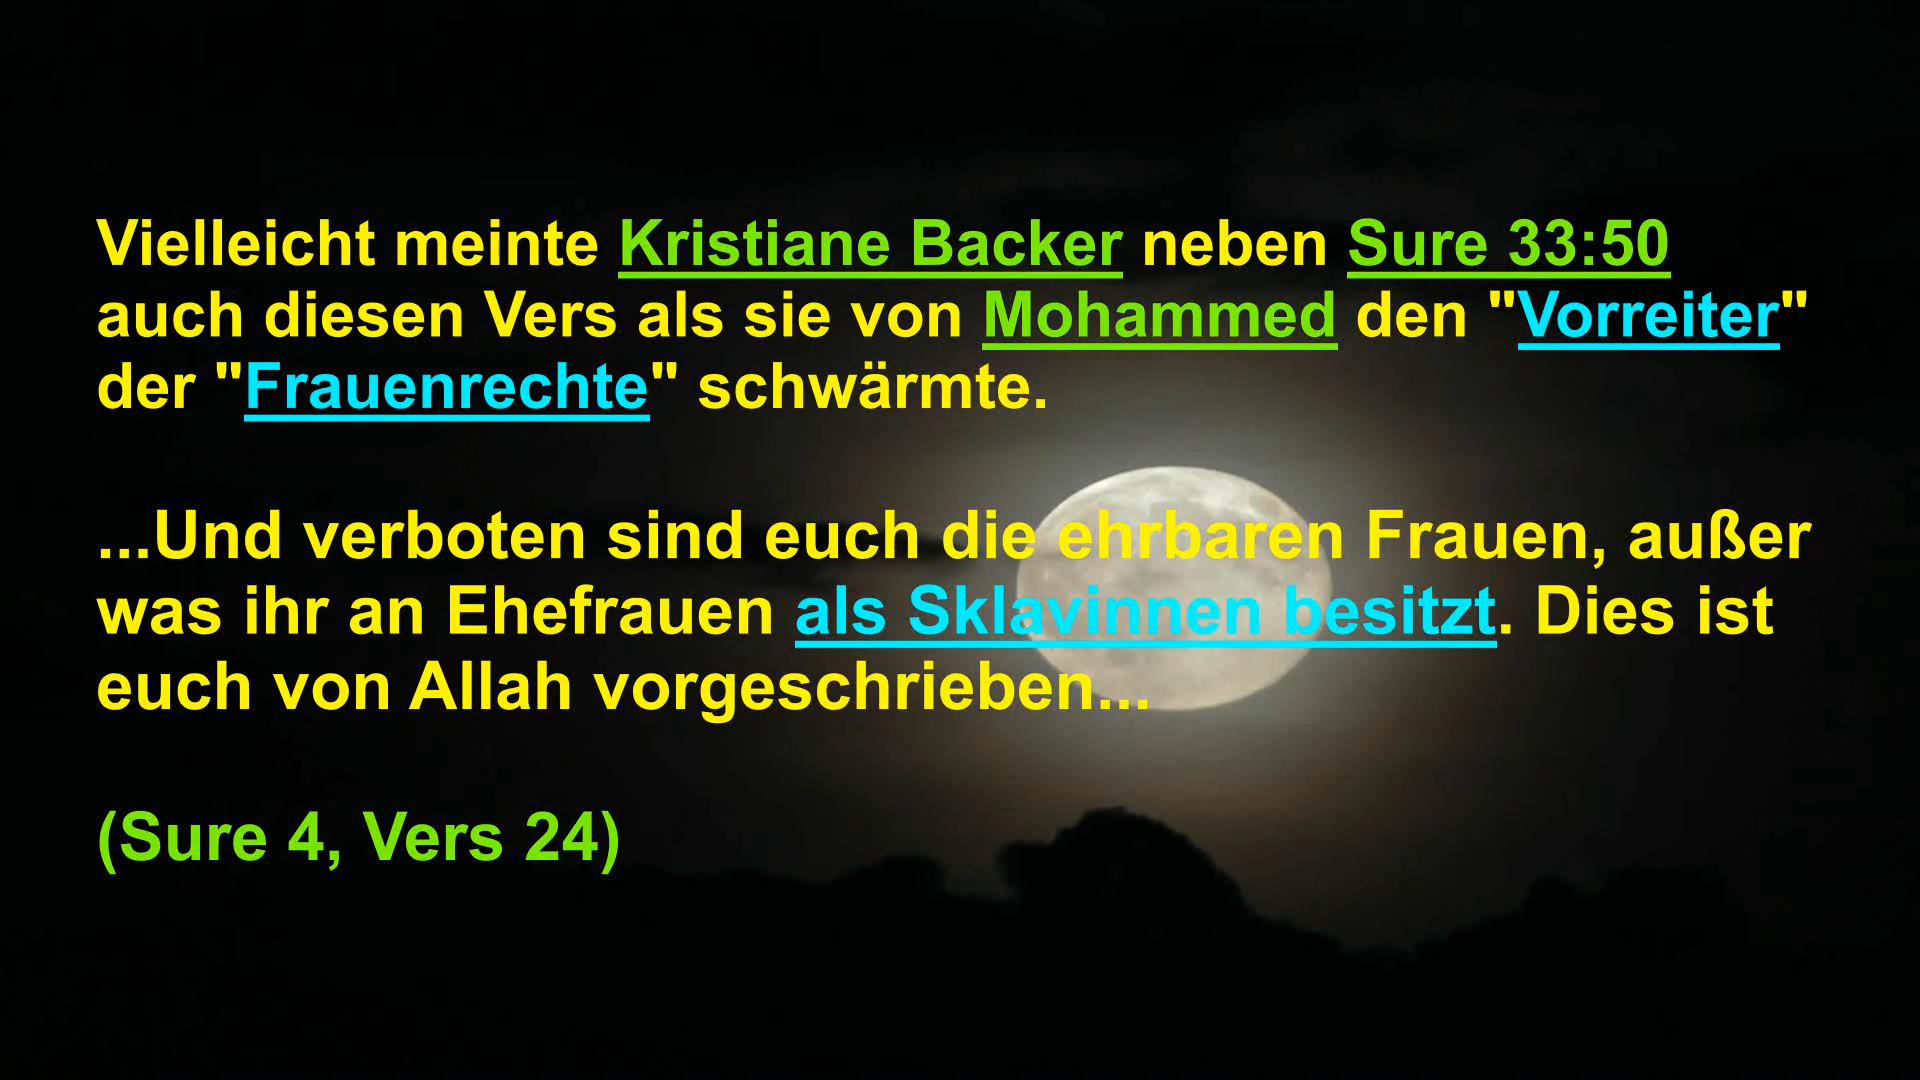 Vielleicht meinte Kristiane Backer neben Sure 33:50
auch diesen Vers als sie von Mohammed den "Vorreiter"
der "Frauenrechte" schwärmte.
...Und verboten sind euch die ehrbaren Frauen, außer
was ihr an Ehefrauen als Sklavinnen besitzt. Dies ist
euch von Allah vorgeschrieben...
(Sure 4, Vers 24)